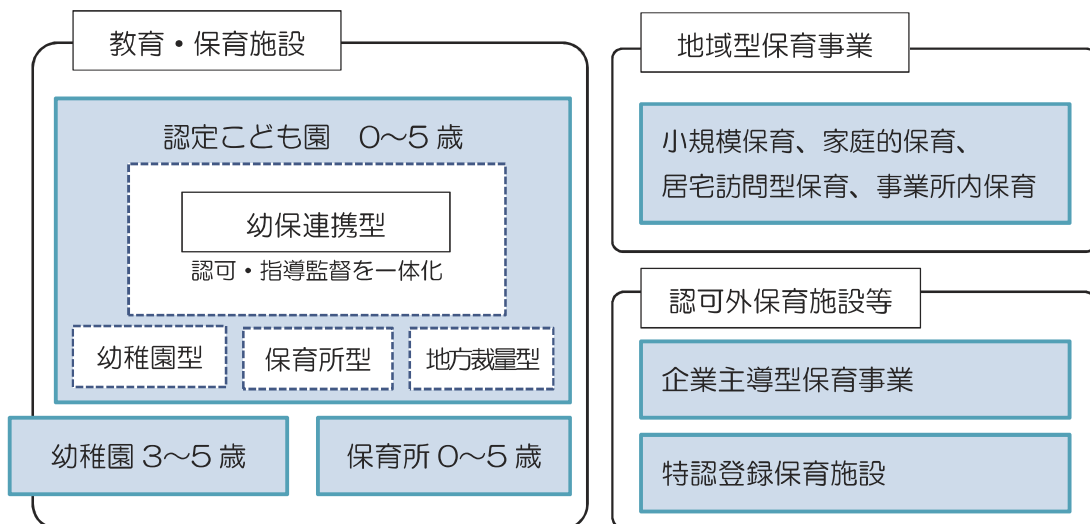 教育・保育施設
認定こども園　0～5歳
幼保連携型
認可・指導監督を一体化
幼稚園型
保育所型
地方裁量型
幼稚園3～5歳
保育所0～5歳
地域型保育事業
小規模保育、家庭的保育、
居宅訪問型保育、事業所内保育
認可外保育施設等
企業主導型保育事業
特認登録保育施設